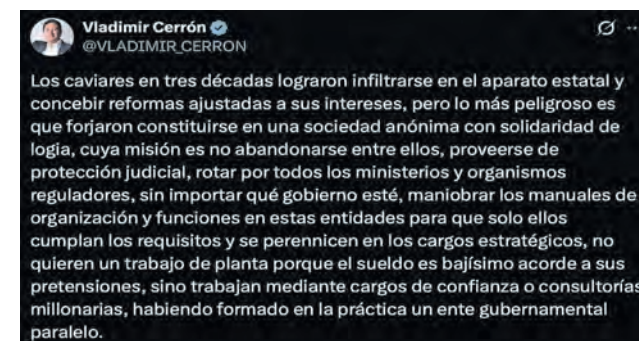 Vladimir Cerrón
@VLADIMIR_CERRON
Los caviares en tres décadas lograron infiltrarse en el aparato estatal y
concebir reformas ajustadas a sus intereses, pero lo más peligroso es
que forjaron constituirse en una sociedad anónima con solidaridad de
logia, cuya misión es no abandonarse entre ellos, proveerse de
protección judicial, rotar por todos los ministerios y organismos
reguladores, sin importar qué gobierno esté, maniobrar los manuales de
organización y funciones en estas entidades para que solo ellos
cumplan los requisitos y se perennicen en los cargos estratégicos, no
quieren un trabajo de planta porque el sueldo es bajísimo acorde a sus
pretensiones, sino trabajan mediante cargos de confianza o consultorías
millonarias, habiendo formado en la práctica un ente gubernamental
paralelo.